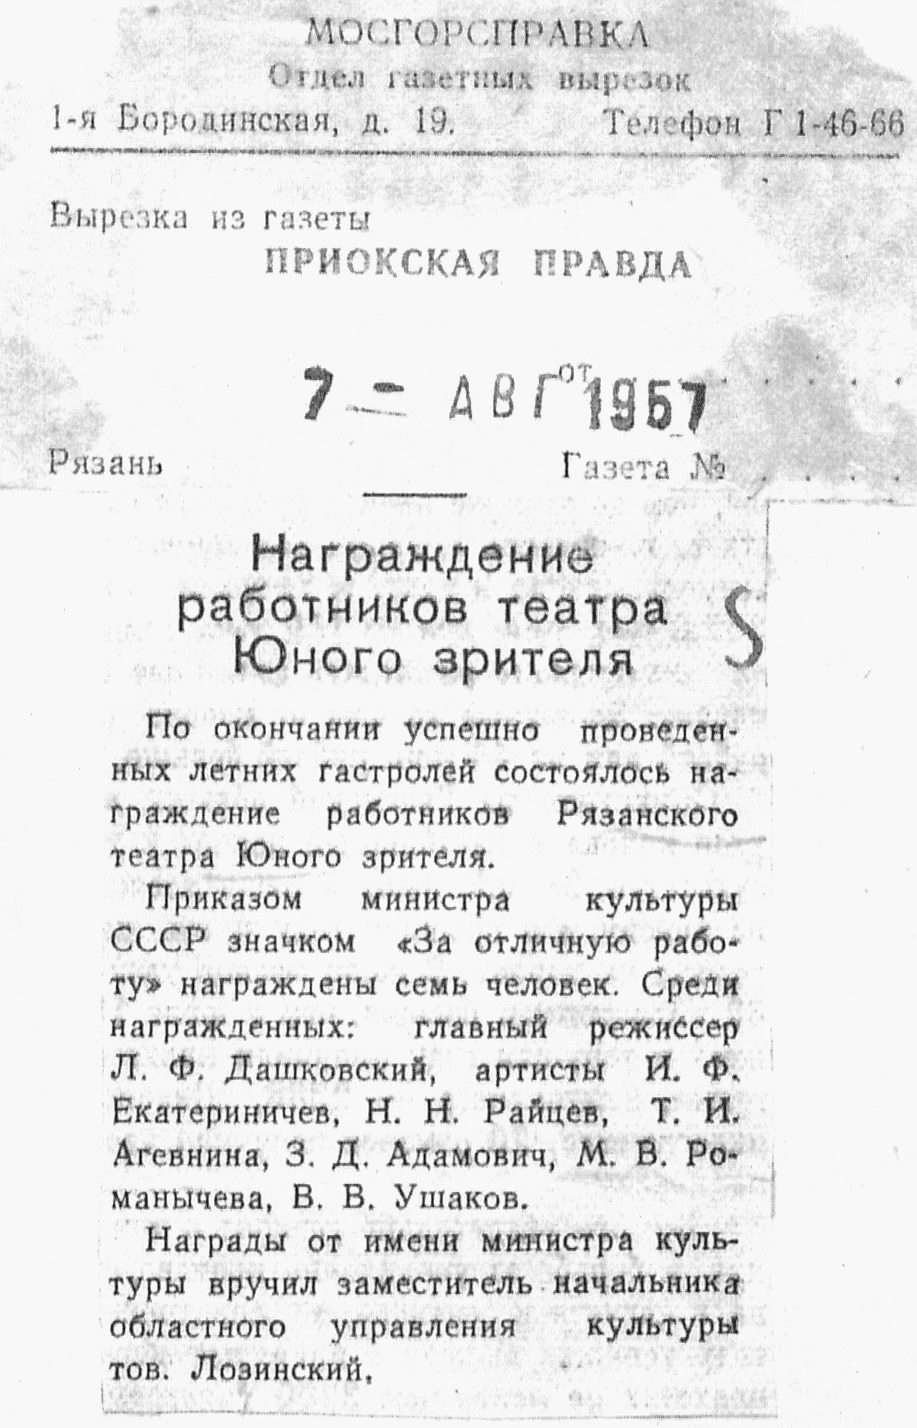 МОСГОРСПРАВКА
Отдел газетных вырезок
1-я Бородинская, д. 19. Телефон Г 1-46-66
Вырезка из газеты
ПРИОКСКАЯ ПРАВДА
от
7 – АВГ 1957
Рязань Газета №
Награждение
работников театра
Юного зрителя
По окончании успешно проведен-
ных летних гастролей состоялось на-
граждение работников Рязанского
театра Юного зрителя.
Приказом министра культуры
СССР значком «За отличную рабо-
ту» награждены семь человек. Среди
награжденных: главный режиссер
Л. Ф. Дашковский, артисты И. Ф.
Екатериничев, Н. Н. Райцев, Т. И.
Агевнина, З. Д. Адамович, М. В. Ро-
манычева, В. В. Ушаков.
Награды от имени министра куль-
туры вручил заместитель начальника
областного управления культуры
тов. Лозинский.